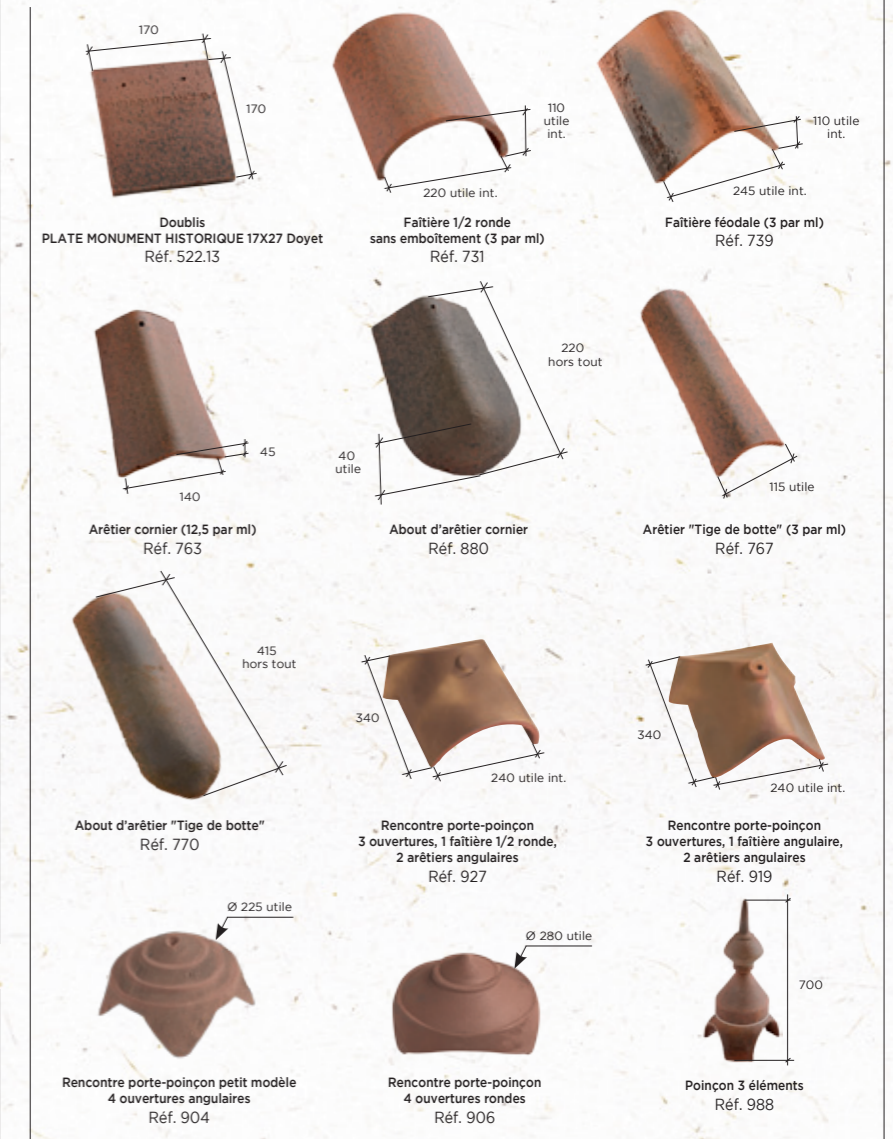 170
170
Doublis
PLATE MONUMENT HISTORIQUE 17X27 Doyet
Réf. 522.13
110
utile
int.
220 utile int.
Faîtière 1/2 ronde
sans emboîtement (3 par ml)
Réf. 731
110 utile
int.
245 utile int.
Faîtière féodale (3 par ml)
Réf. 739
45
140
Arêtier cornier (12,5 par ml)
Réf. 763
220
hors tout
40
utile
About d'arêtier cornier
Réf. 880
115 utile
Arêtier "Tige de botte" (3 par ml)
Réf. 767
415
hors tout
About d'arêtier "Tige de botte"
Réf. 770
340
240 utile int.
Rencontre porte-poinçon
3 ouvertures, 1 faîtière 1/2 ronde,
2 arêtiers angulaires
Réf. 927
340
240 utile int.
Rencontre porte-poinçon
3 ouvertures, 1 faîtière angulaire,
2 arêtiers angulaires
Réf. 919
Ø 225 utile
Rencontre porte-poinçon petit modèle
4 ouvertures angulaires
Réf. 904
Ø 280 utile
Rencontre porte-poinçon
4 ouvertures rondes
Réf. 906
700
Poinçon 3 éléments
Réf. 988